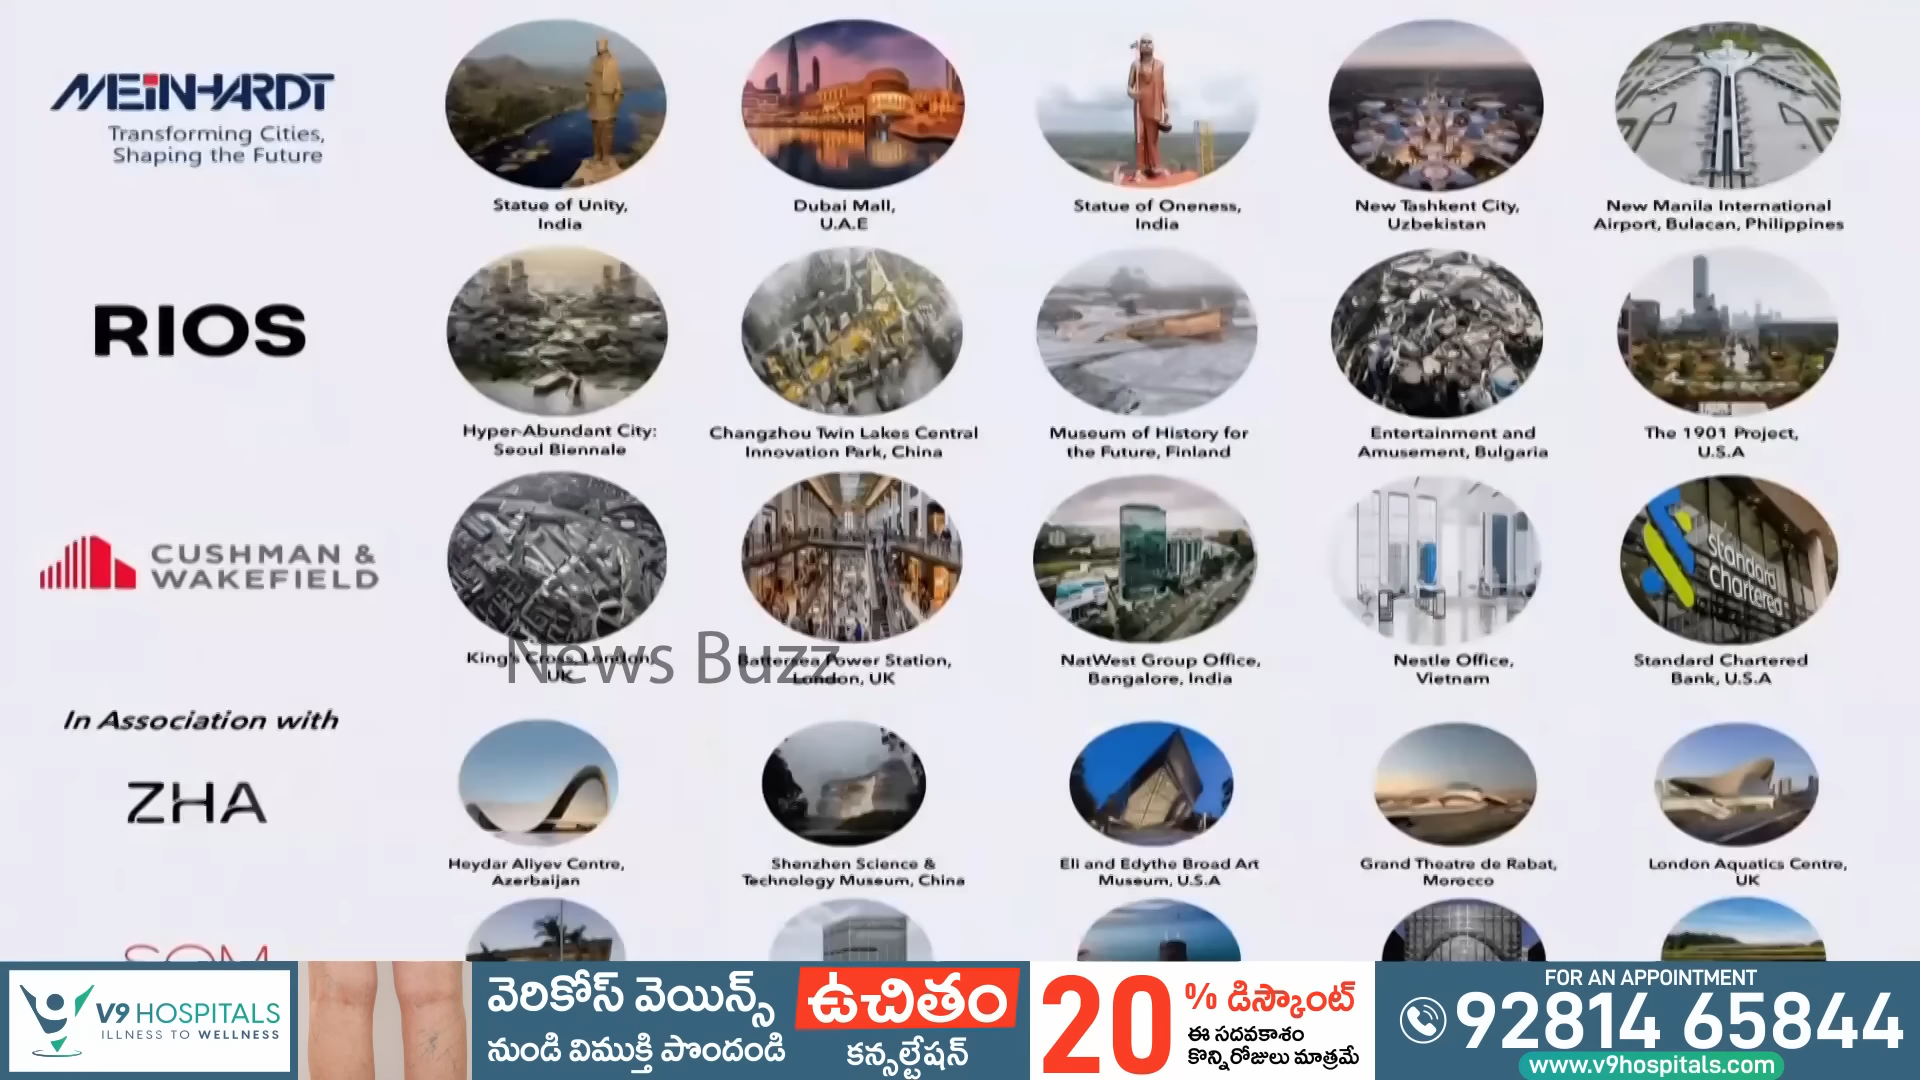 MEINHARDT
Transforming Cities,
Shaping the Future
Statue of Unity,
India
Dubai Mall,
U.A.E
Statue of Oneness,
India
New Tashkent City,
Uzbekistan
New Manila International
Airport, Bulacan, Philippines
RIOS
Hyper-Abundant City:
Seoul Biennale
Changzhou Twin Lakes Central
Innovation Park, China
Museum of History for
the Future, Finland
Entertainment and
Amusement, Bulgaria
The 1901 Project,
U.S.A
CUSHMAN &
WAKEFIELD
standard
chartered
King's Cross, London,
UK
Battersea Power Station,
London, UK
NatWest Group Office,
Bangalore, India
Nestle Office,
Vietnam
Standard Chartered
Bank, U.S.A
News Buzz
In Association with
ZHA
Heydar Aliyev Centre,
Azerbaijan
Shenzhen Science &
Technology Museum, China
Eli and Edythe Broad Art
Museum, U.S.A
Grand Theatre de Rabat,
Morocco
London Aquatics Centre,
UK
SOM
V9 HOSPITALS
ILLNESS TO WELLNESS
వెరికోస్ వెయిన్స్
నుండి విముక్తి పొందండి
ఉచితం
కన్సల్టేషన్
20% డిస్కౌంట్
ఈ సదవకాశం
కొన్నిరోజులు మాత్రమే
FOR AN APPOINTMENT
92814 65844
www.v9hospitals.com